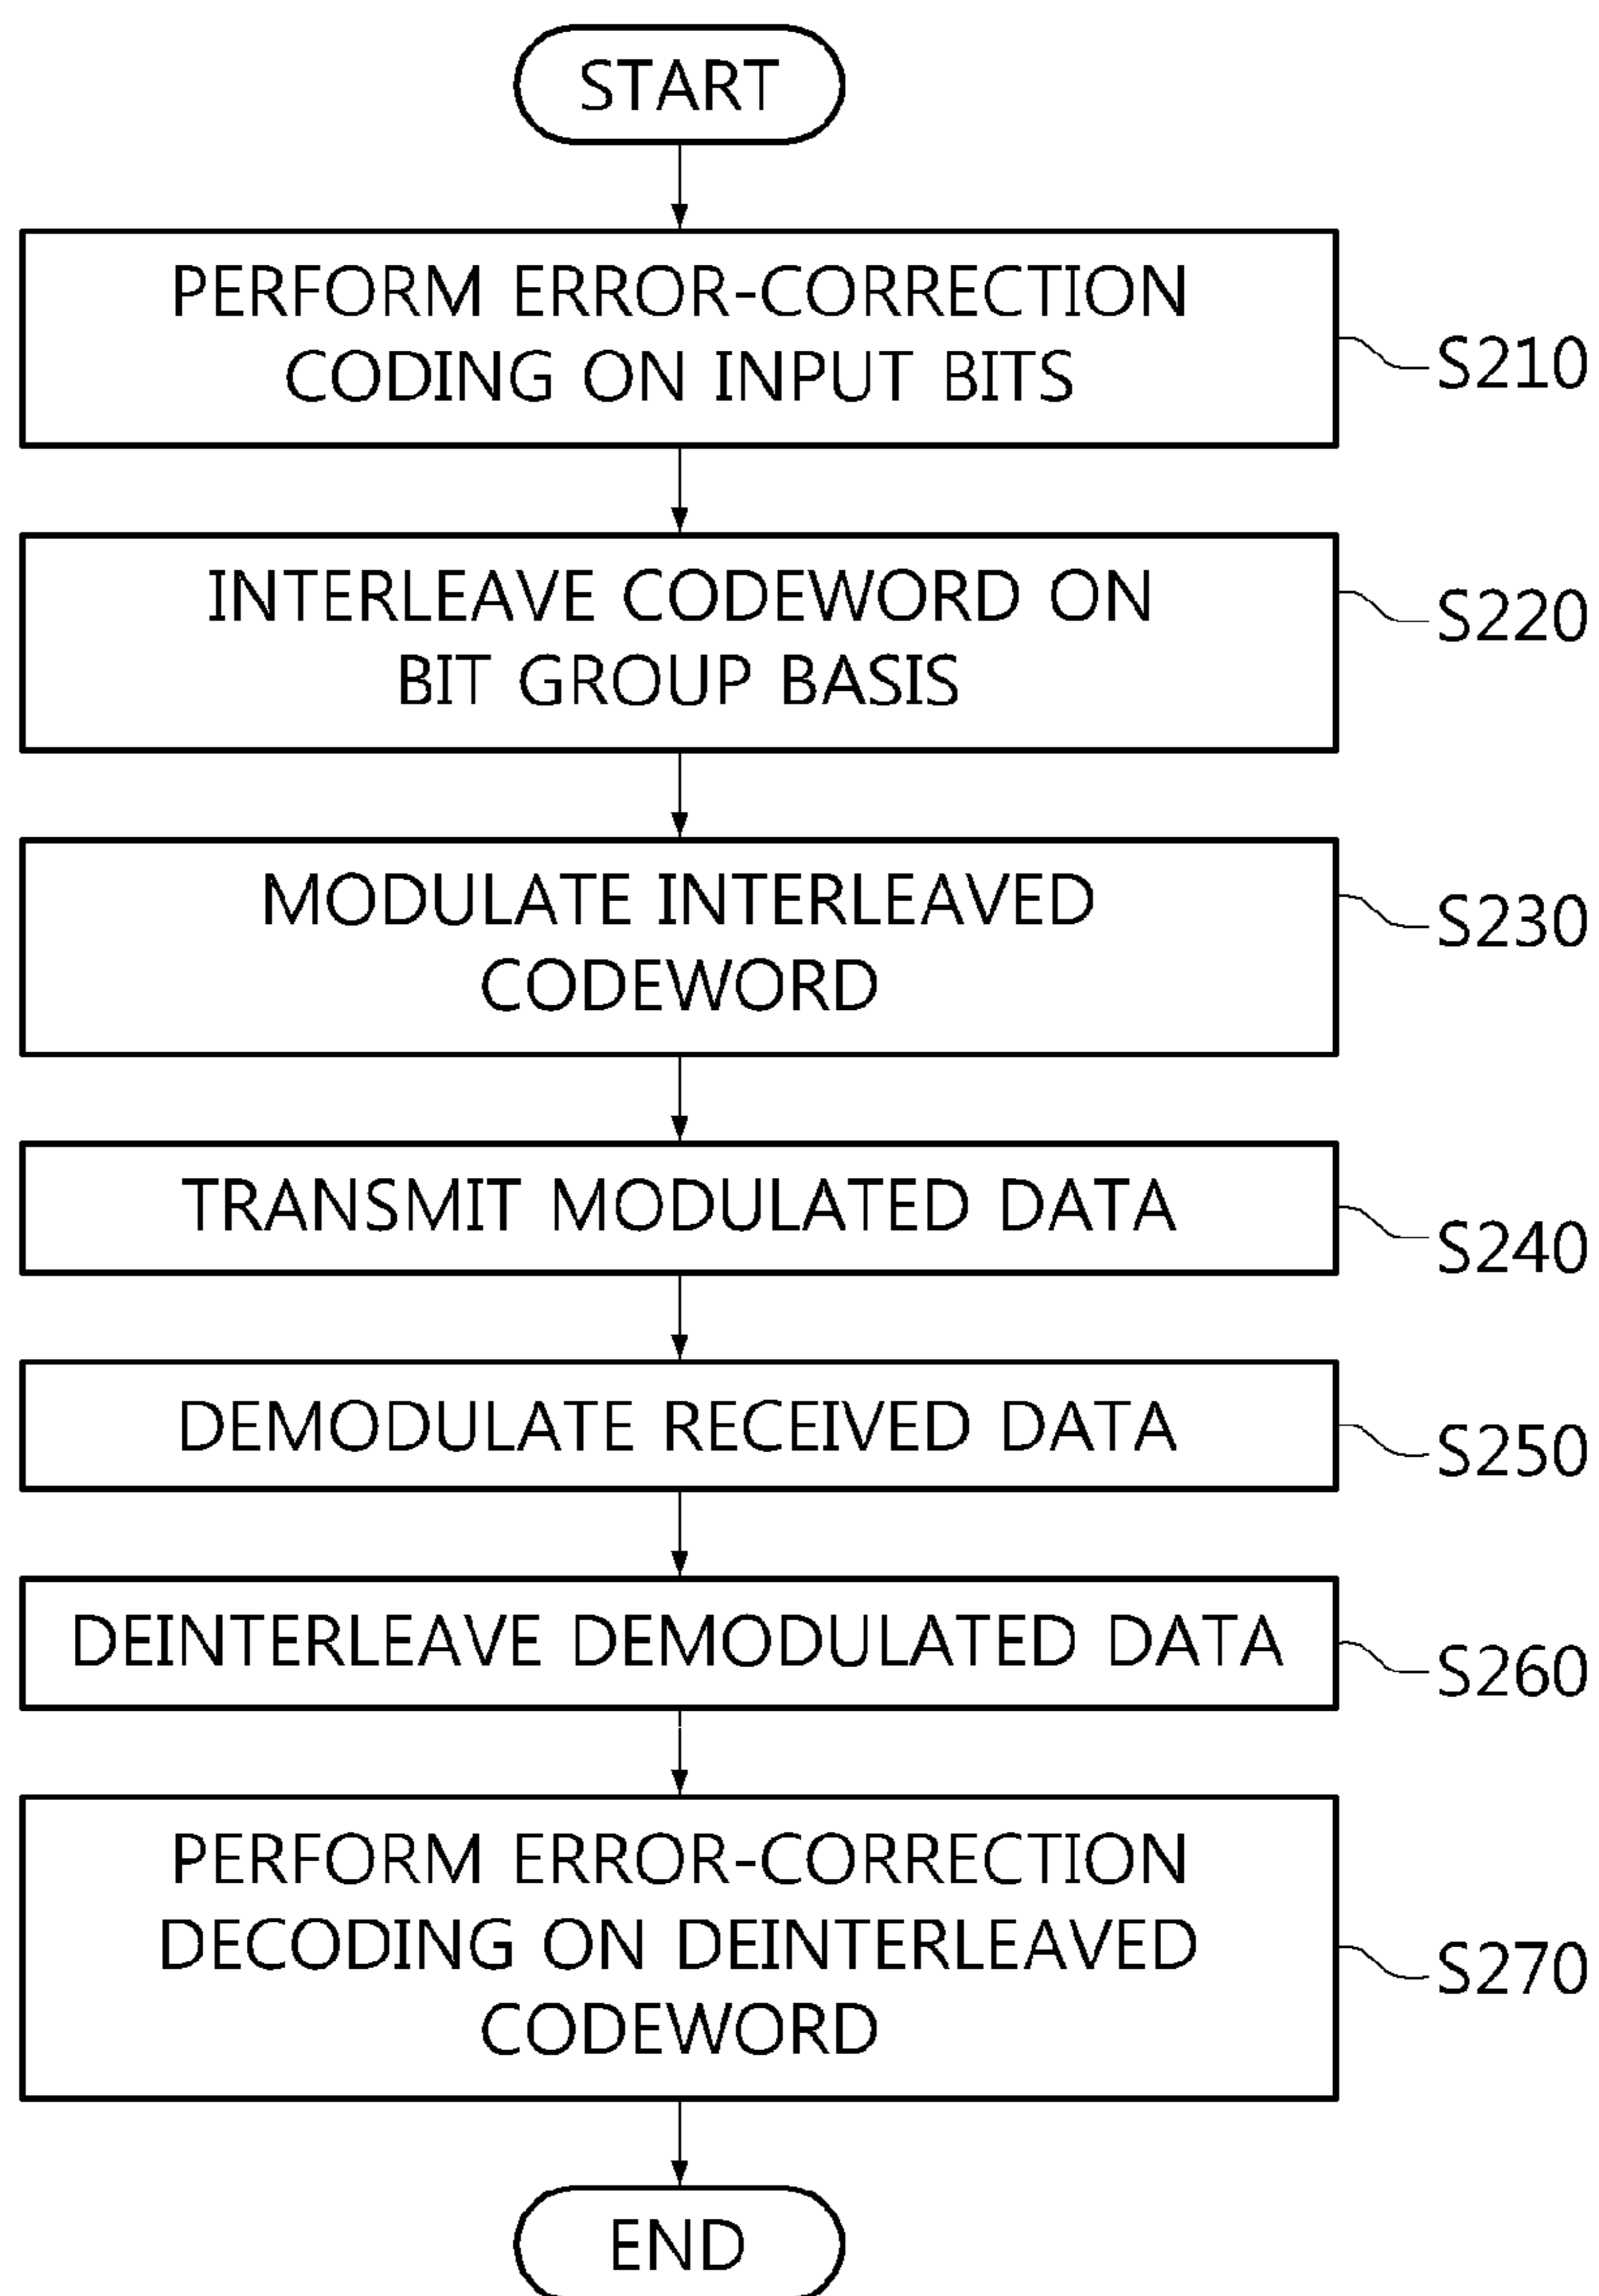 START
PERFORM ERROR-CORRECTION
CODING ON INPUT BITS
S210
INTERLEAVE CODEWORD ON
BIT GROUP BASIS
S220
MODULATE INTERLEAVED
CODEWORD
S230
TRANSMIT MODULATED DATA
S240
DEMODULATE RECEIVED DATA
S250
DEINTERLEAVE DEMODULATED DATA
S260
PERFORM ERROR-CORRECTION
DECODING ON DEINTERLEAVED
CODEWORD
S270
END